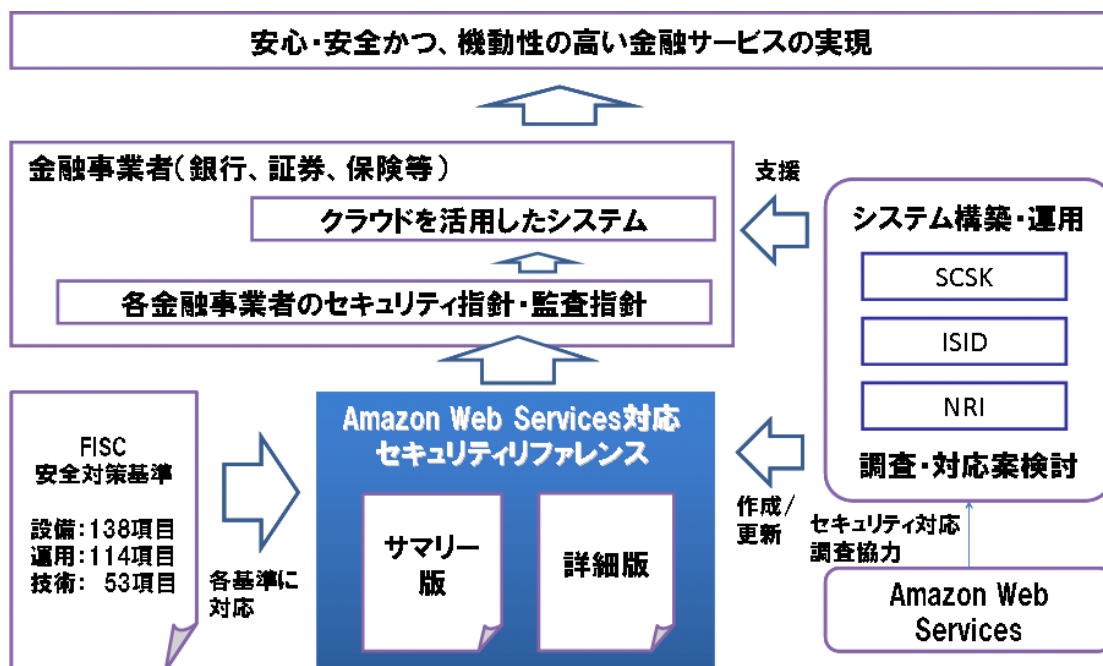 安心・安全かつ、機動性の高い金融サービスの実現
金融事業者(銀行、証券、保険等)
クラウドを活用したシステム
各金融事業者のセキュリティ指針・監査指針
支援
システム構築・運用
SCSK
ISID
NRI
調査・対応案検討
FISC
安全対策基準
設備:138項目
運用:114項目
技術: 53項目
各基準に
対応
Amazon Web Services対応
セキュリティリファレンス
サマリー
版
詳細版
作成/
更新
セキュリティ対応
調査協力
Amazon Web
Services